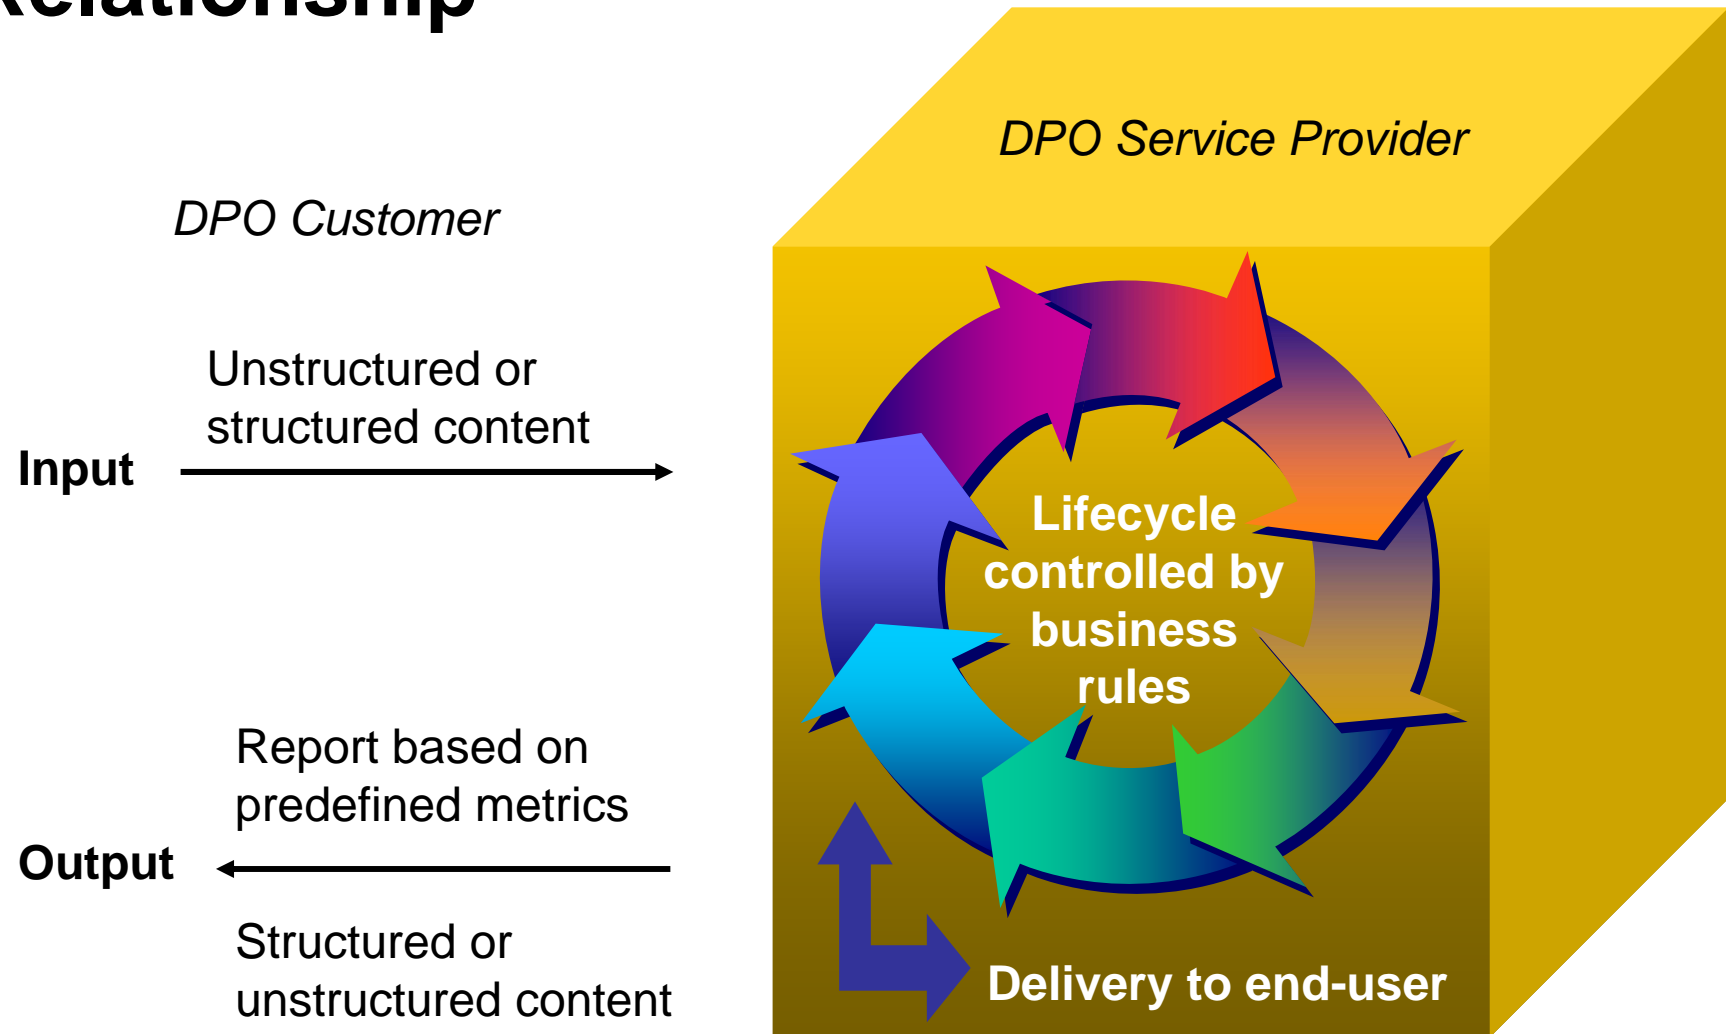 Relationship
DPO Service Provider
DPO Customer
Unstructured or
structured content
Input
Lifecycle
controlled by
business
rules
Report based on
predefined metrics
Output
Structured or
unstructured content
Delivery to end-user